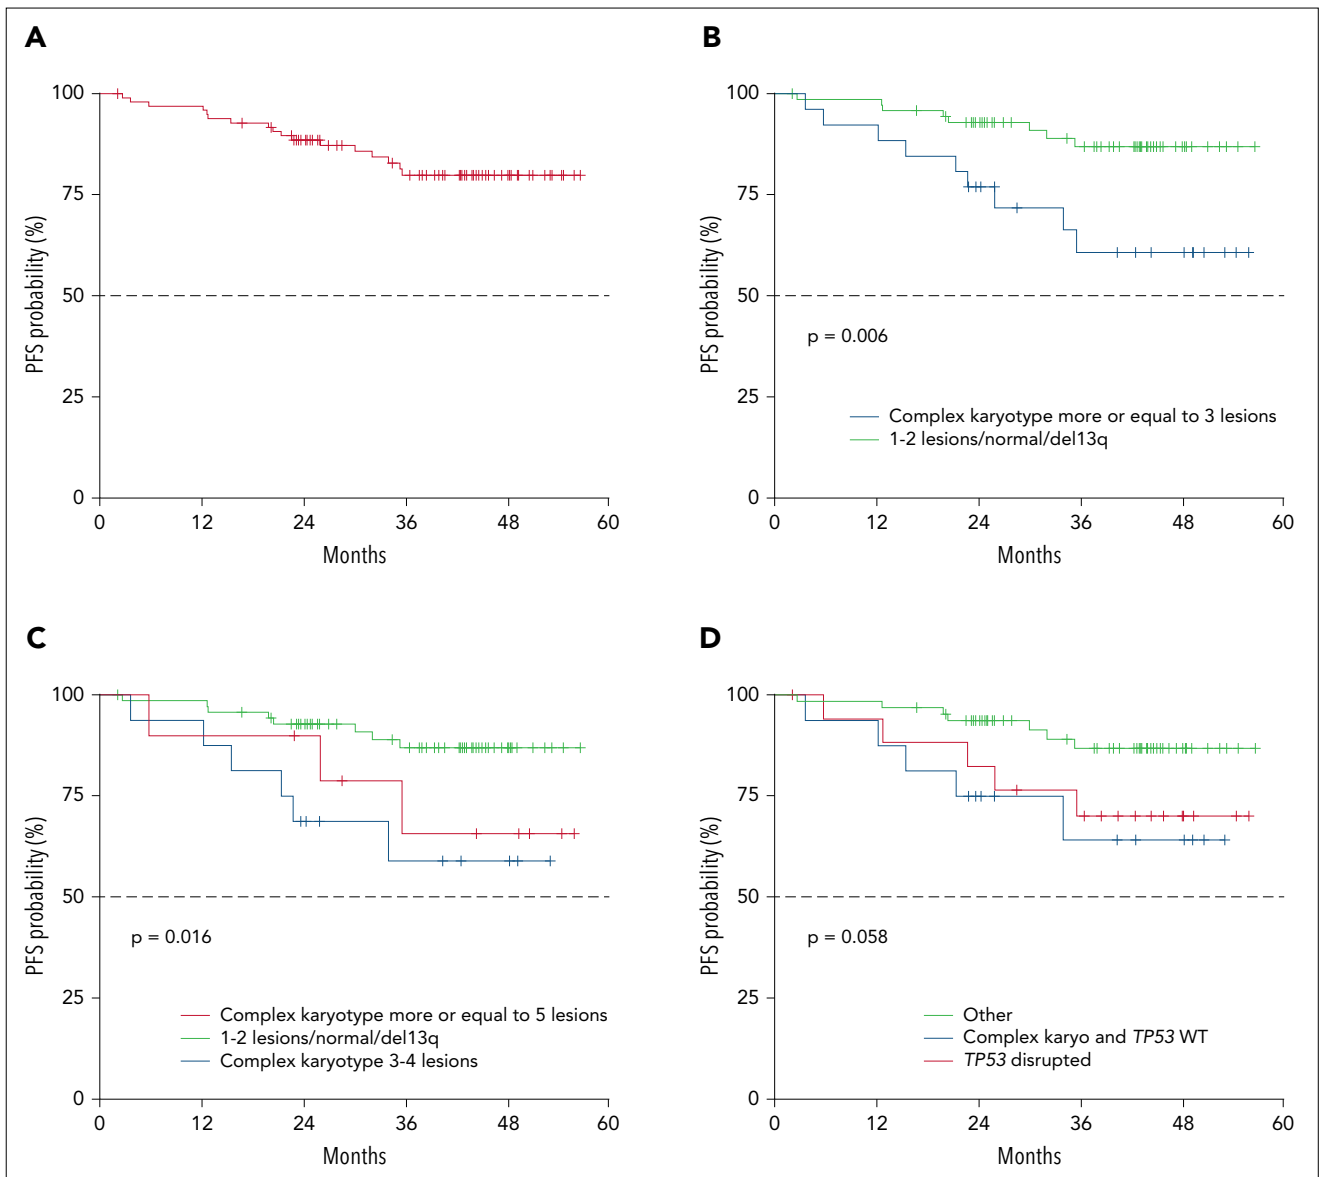 A
100
75
50
25
0
PFS probability (%)
0 12 24 36 48 60
Months
B
100
75
50
25
0
PFS probability (%)
p = 0.006
Complex karyotype more or equal to 3 lesions
1-2 lesions/normal/del13q
0 12 24 36 48 60
Months
C
100
75
50
25
0
PFS probability (%)
p = 0.016
Complex karyotype more or equal to 5 lesions
1-2 lesions/normal/del13q
Complex karyotype 3-4 lesions
0 12 24 36 48 60
Months
D
100
75
50
25
0
PFS probability (%)
p = 0.058
Other
Complex karyo and TP53 WT
TP53 disrupted
0 12 24 36 48 60
Months